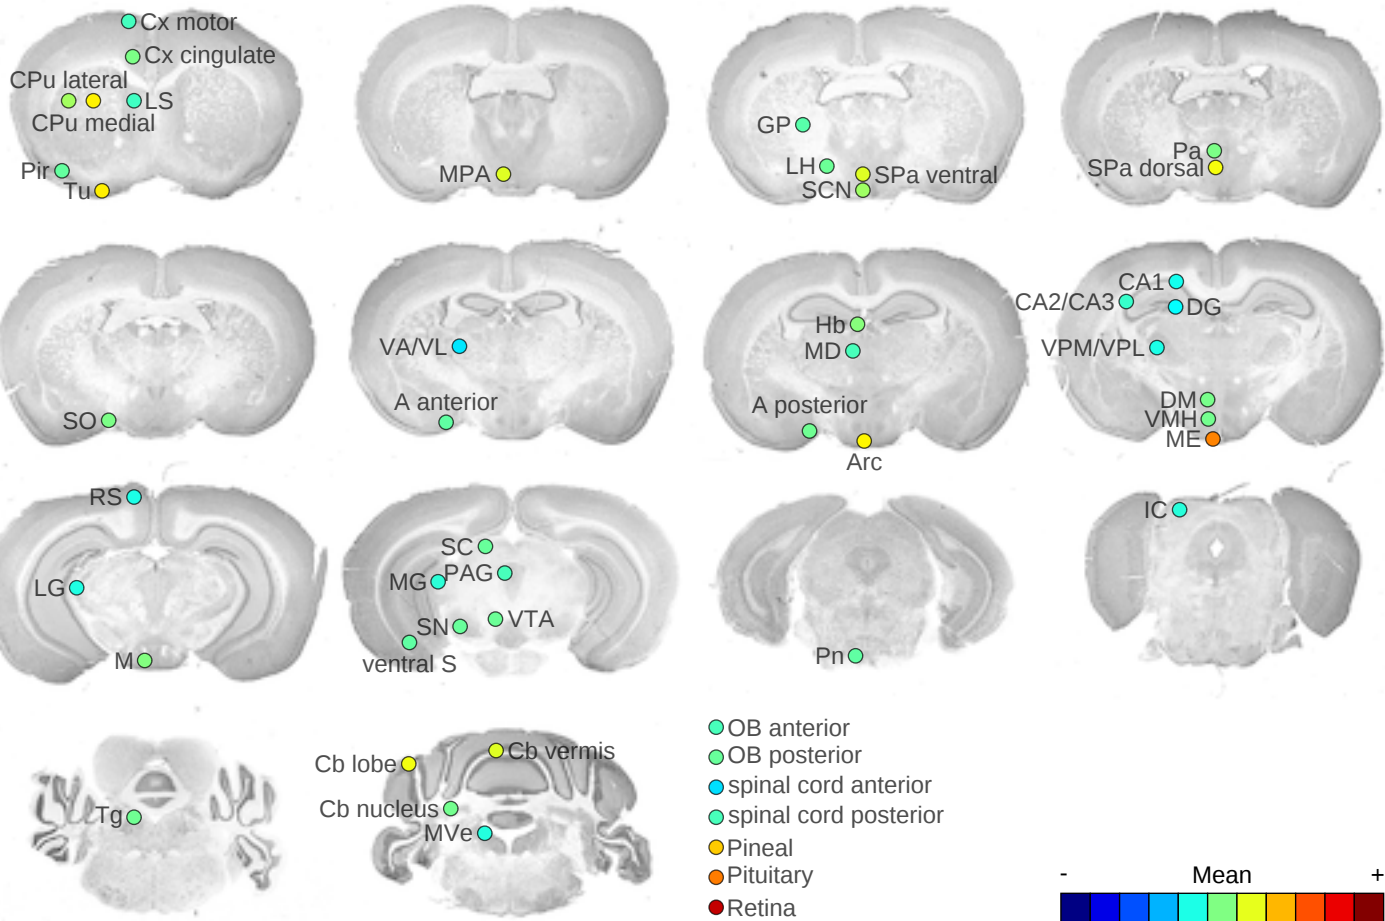 Cx motor
Cx cingulate
CPu lateral
LS
CPu medial
Pir
Tu
MPA
GP
LH
SPa ventral
SCN
Pa
SPa dorsal
SO
VA/VL
A anterior
Hb
MD
A posterior
Arc
CA1
CA2/CA3
DG
VPM/VPL
DM
VMH
ME
RS
LG
M
SC
PAG
MG
SN
VTA
ventral S
Pn
IC
Tg
Cb lobe
Cb vermis
Cb nucleus
MVe
OB anterior
OB posterior
spinal cord anterior
spinal cord posterior
Pineal
Pituitary
Retina
- Mean +